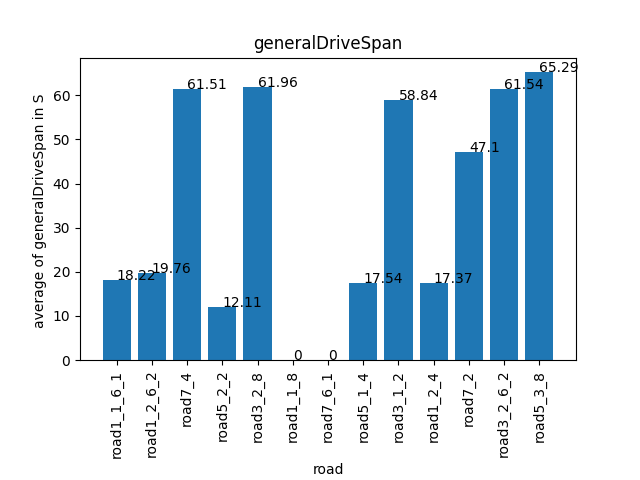 generalDriveSpan
average of generalDriveSpan in S
60
50
40
30
20
10
0
18.22
19.76
61.51
12.11
61.96
0
0
17.54
58.84
17.37
47.1
61.54
65.29
road1_1_6_1
road1_2_6_2
road7_4
road5_2_2
road3_2_8
road1_1_8
road7_6_1
road5_1_4
road3_1_2
road1_2_4
road7_2
road3_2_6_2
road5_3_8
road